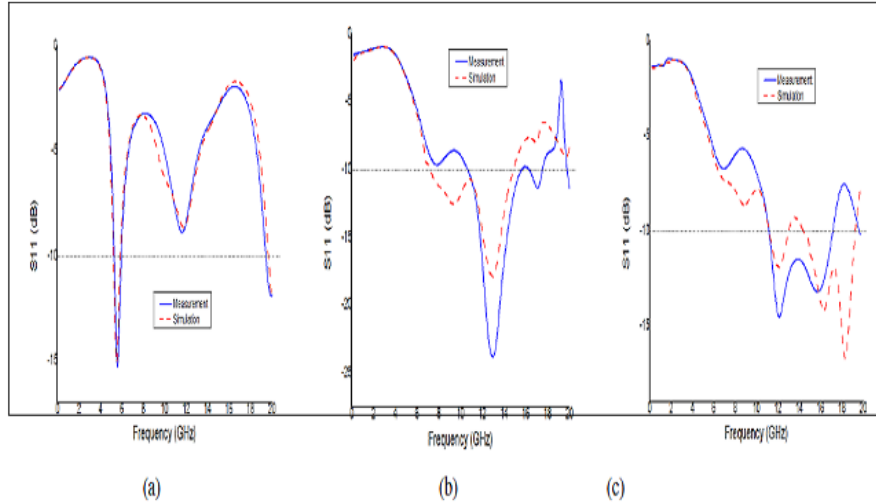 0
-5
-10
-15
S11 (dB)
Measurement
Simulation
0 2 4 6 8 10 12 14 16 18 20
Frequency (GHz)
(a)
0
-5
-10
-15
S11 (dB)
Measurement
Simulation
0 2 4 6 8 10 12 14 16 18 20
Frequency (GHz)
(b)
0
-5
-10
-15
S11 (dB)
Measurement
Simulation
0 2 4 6 8 10 12 14 16 18 20
Frequency (GHz)
(c)